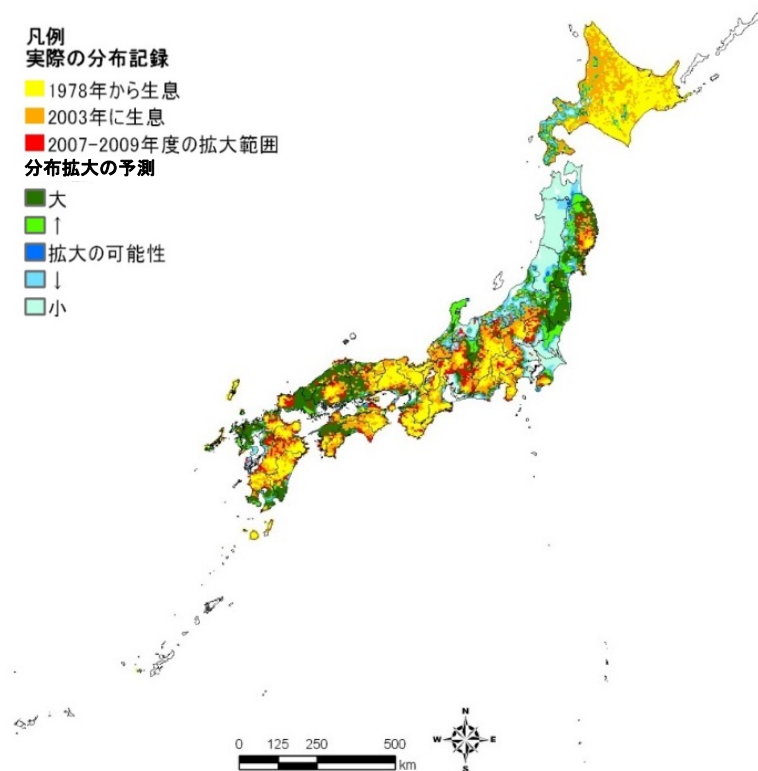 凡例
実際の分布記録
1978年から生息
2003年に生息
2007-2009年度の拡大範囲
分布拡大の予測
大
↑
拡大の可能性
↓
小
N
W E
S
0 125 250 500
km